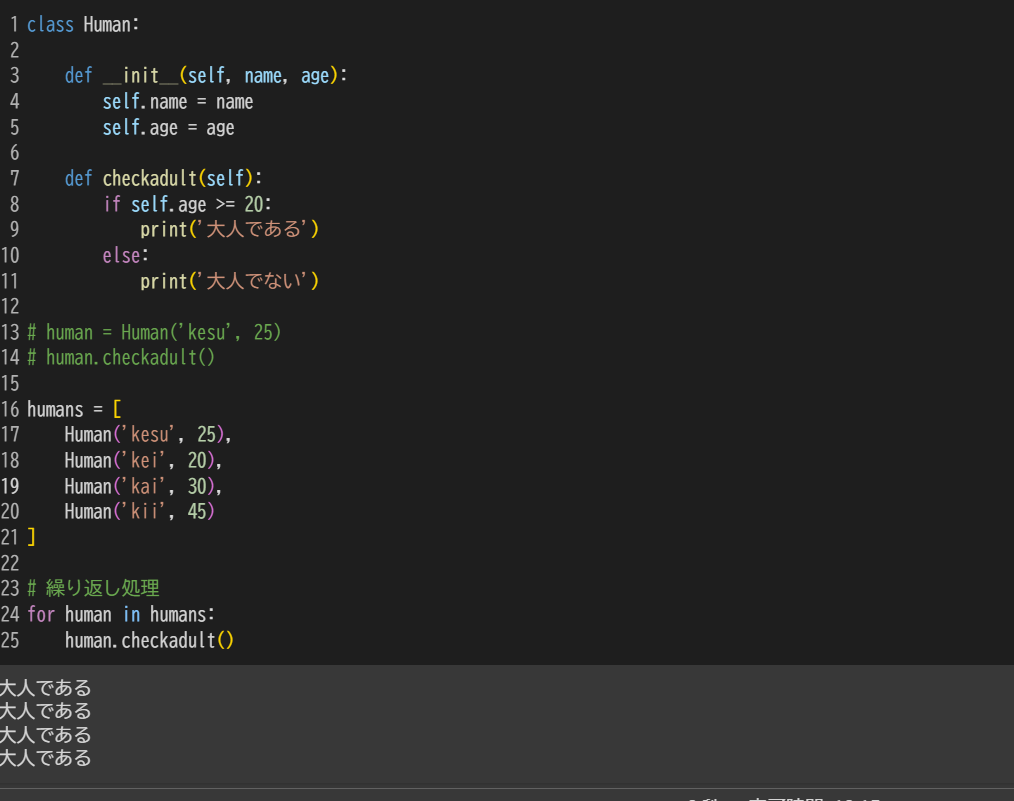 1 class Human:
2
3     def __init__(self, name, age):
4         self.name = name
5         self.age = age
6
7     def checkadult(self):
8         if self.age >= 20:
9             print('大人である')
10         else:
11             print('大人でない')
12
13 # human = Human('kesu', 25)
14 # human.checkadult()
15
16 humans = [
17     Human('kesu', 25),
18     Human('kei', 20),
19     Human('kai', 30),
20     Human('kii', 45)
21 ]
22
23 # 繰り返し処理
24 for human in humans:
25     human.checkadult()
大人である
大人である
大人である
大人である